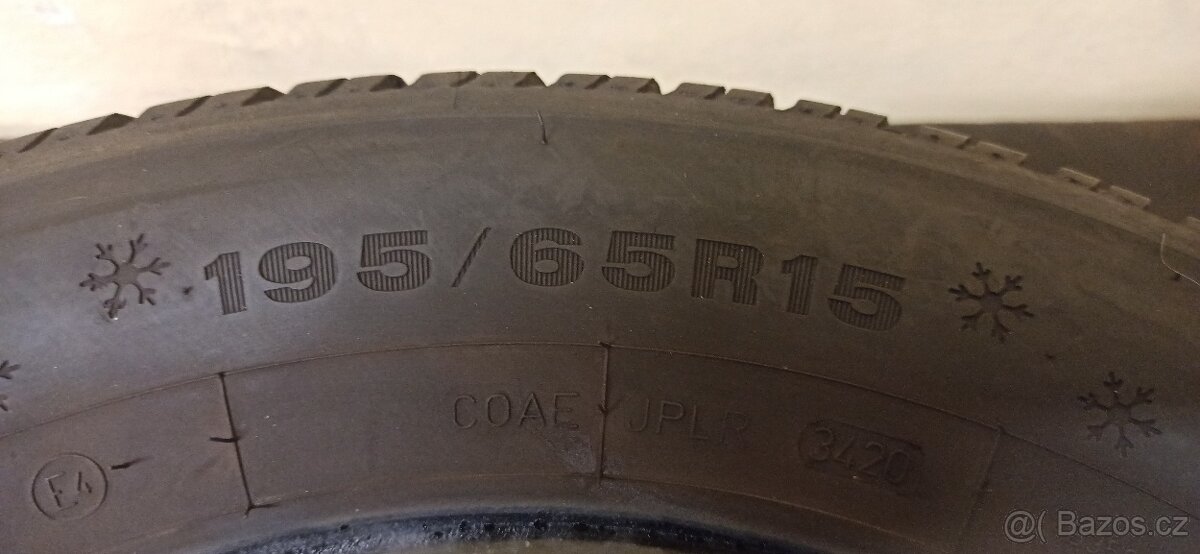 195/65R15
COAE JPLR 3420
E4
@( Bazos.cz